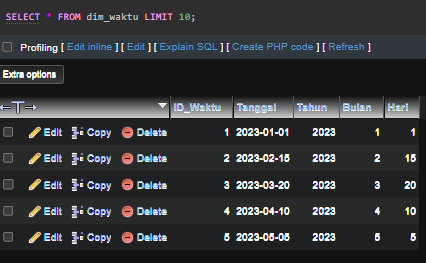 SELECT * FROM dim_waktu LIMIT 10;
Profiling [ Edit inline ] [ Edit ] [ Explain SQL ] [ Create PHP code ] [ Refresh ]
Extra options
ID_Waktu Tanggal Tahun Bulan Hari
Edit Copy Delete 1 2023-01-01 2023 1 1
Edit Copy Delete 2 2023-02-15 2023 2 15
Edit Copy Delete 3 2023-03-20 2023 3 20
Edit Copy Delete 4 2023-04-10 2023 4 10
Edit Copy Delete 5 2023-05-05 2023 5 5